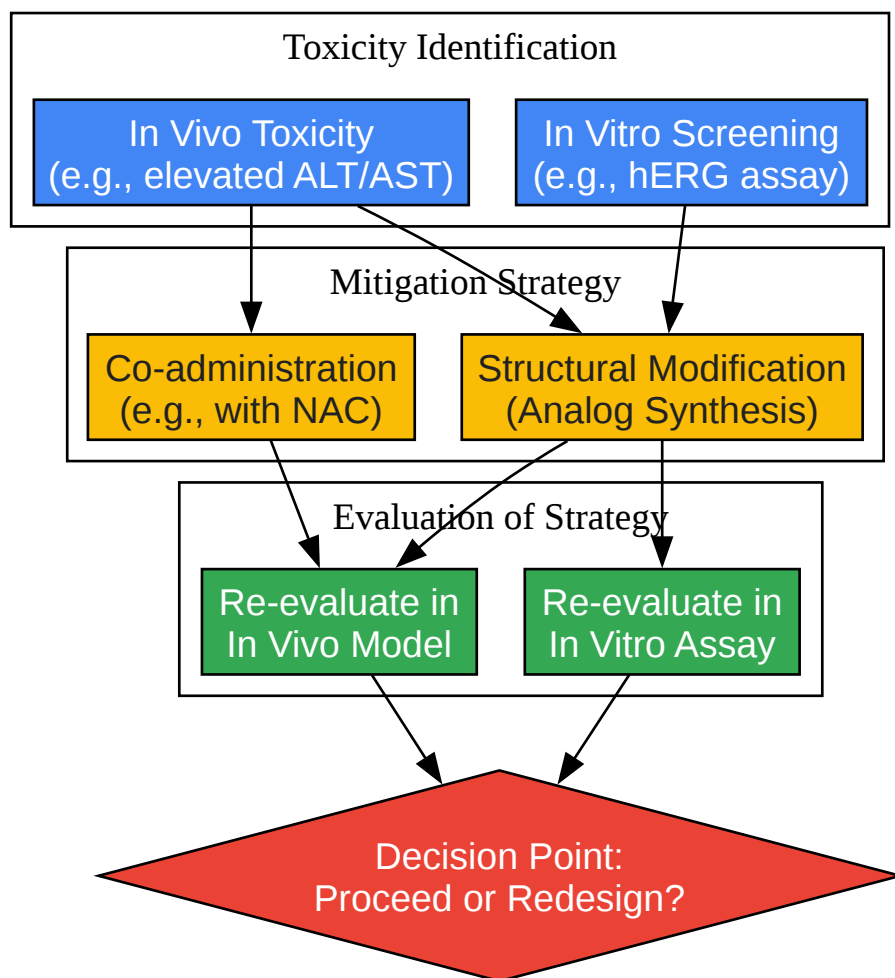 Toxicity Identification
In Vivo Toxicity
(e.g., elevated ALT/AST)
In Vitro Screening
(e.g., hERG assay)
Mitigation Strategy
Co-administration
(e.g., with NAC)
Structural Modification
(Analog Synthesis)
Evaluation of Strategy
Re-evaluate in
In Vivo Model
Re-evaluate in
In Vitro Assay
Decision Point:
Proceed or Redesign?